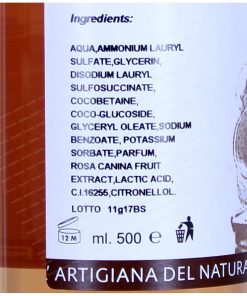 Ingredients:
AQUA,AMMONIUM LAURYL
SULFATE,GLYCERIN,
DISODIUM LAURYL
SULFOSUCCINATE,
COCOBETAINE,
COCO-GLUCOSIDE,
GLYCERYL OLEATE,SODIUM
BENZOATE, POTASSIUM
SORBATE,PARFUM,
ROSA CANINA FRUIT
EXTRACT,LACTIC ACID,
C.I.16255,CITRONELLOL.
LOTTO 11g17BS
12 M
ml. 500 e
ARTIGIANA DEL NATURA